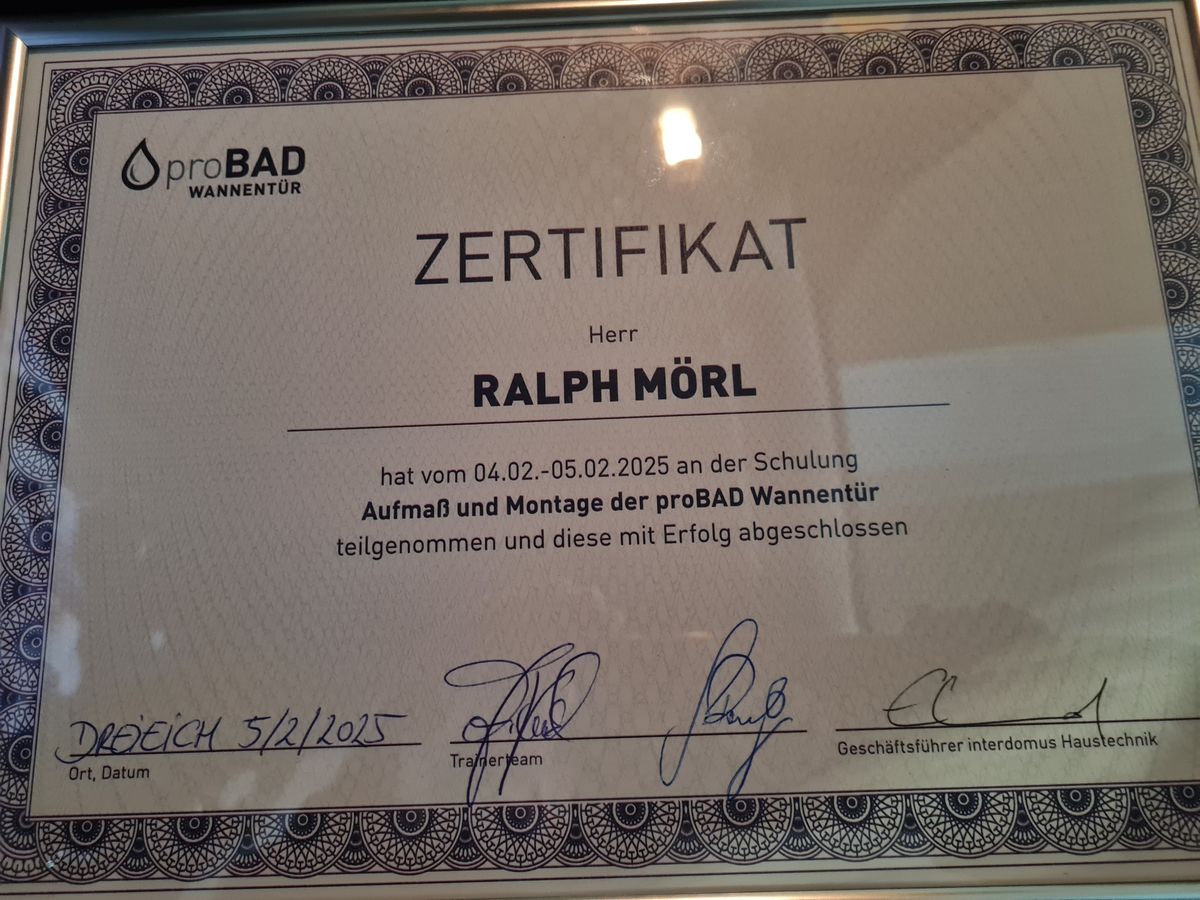 proBAD
WANNENTÜR
ZERTIFIKAT
Herr
RALPH MÖRL
hat vom 04.02.-05.02.2025 an der Schulung
Aufmaß und Montage der proBAD Wannentür
teilgenommen und diese mit Erfolg abgeschlossen
DREIEICH 5/2/2025
Ort, Datum
Trainerteam
Geschäftsführer interdomus Haustechnik